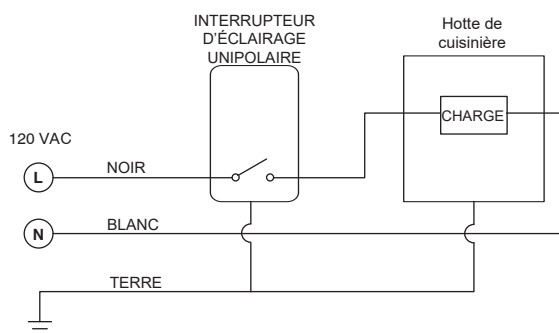 INTERRUPTEUR
D'ÉCLAIRAGE
UNIPOLAIRE
Hotte de
cuisinière
CHARGE
120 VAC
L
NOIR
N
BLANC
TERRE